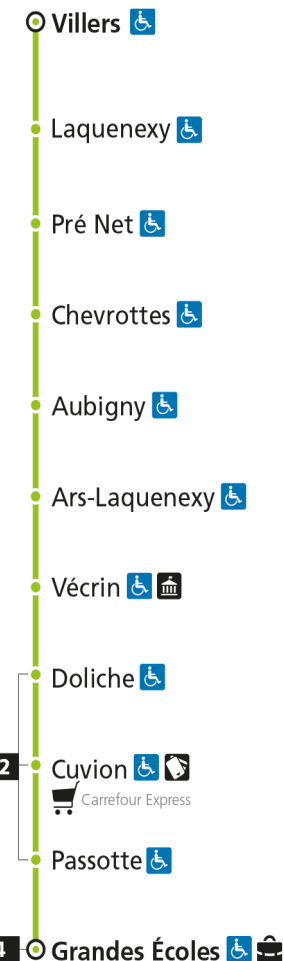 Villers
Laquenexy
Pré Net
Chevrottes
Aubigny
Ars-Laquenexy
Vécrin
Doliche
2 Cuvion
Carrefour Express
Passotte
4 Grandes Écoles